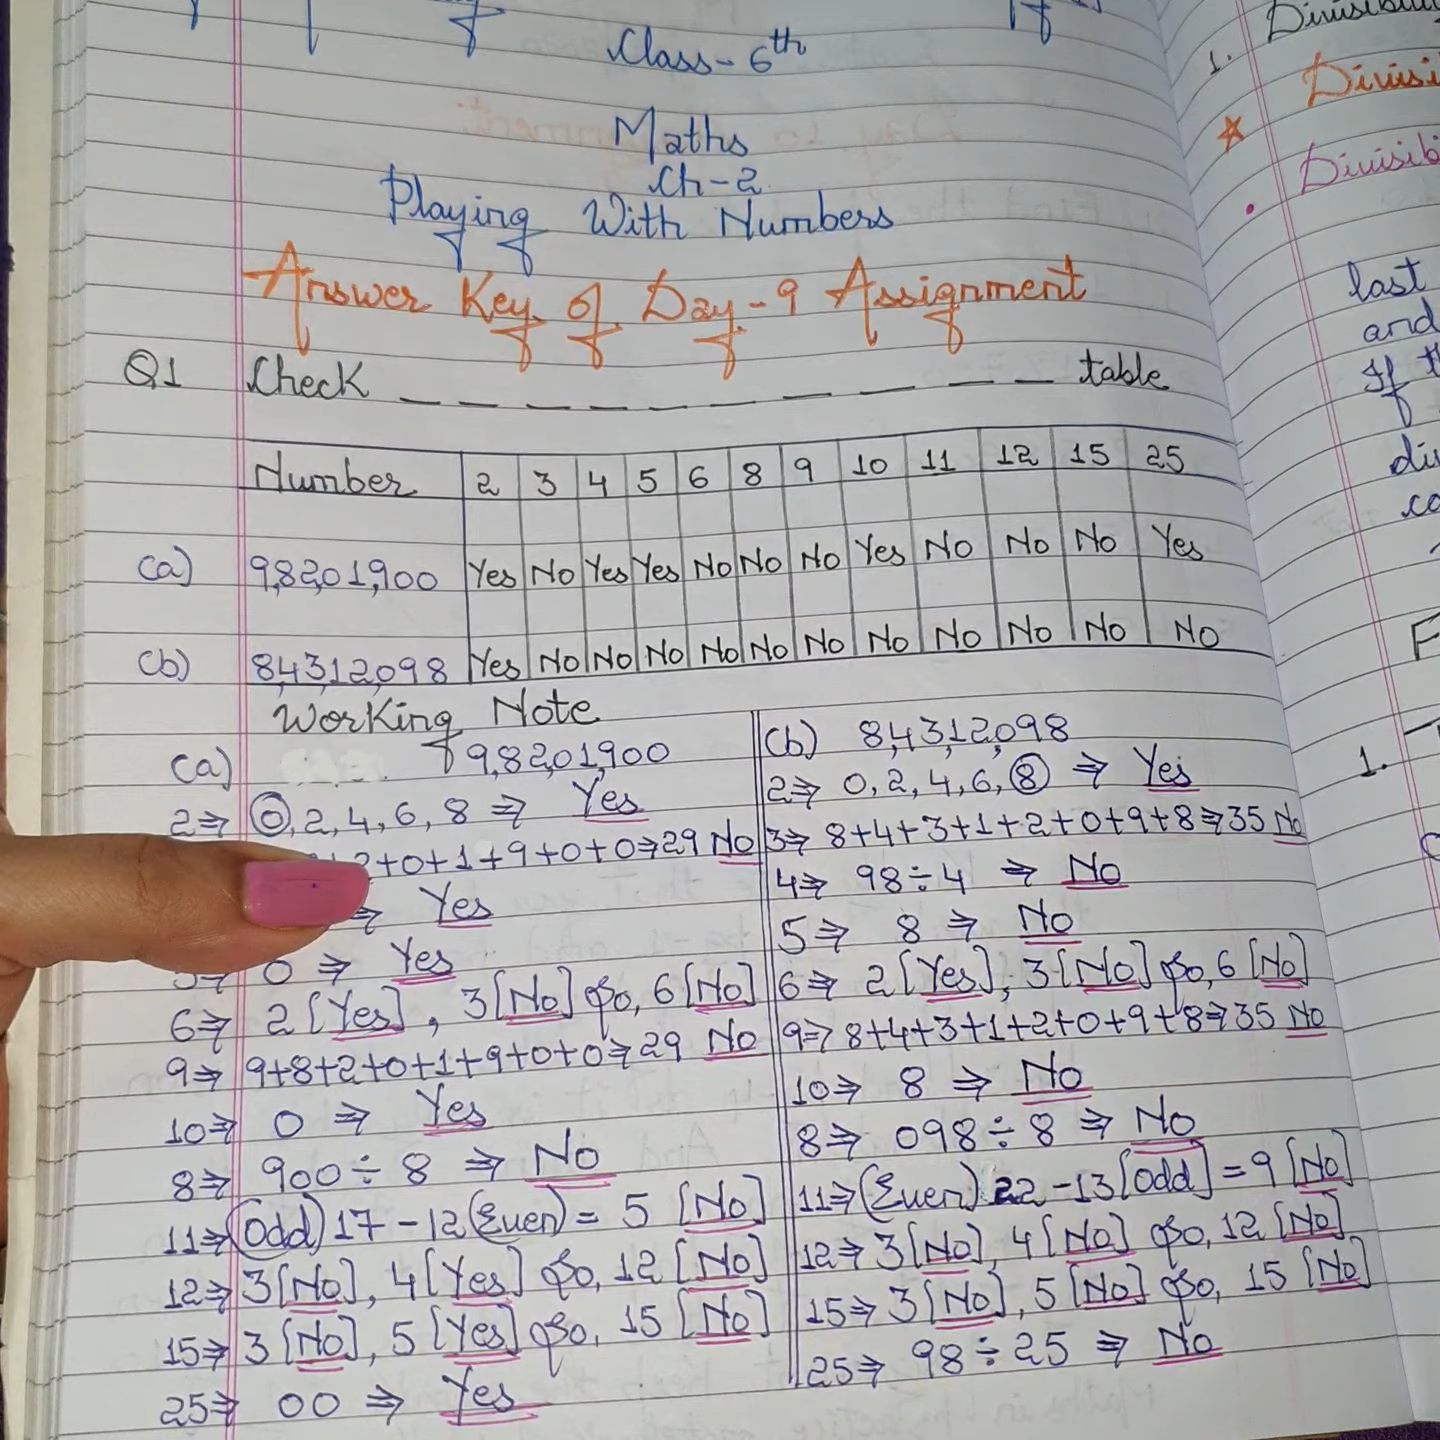 Class-6th
Maths
Ch-2
Playing With Numbers
Answer Key of Day-9 Assignment
Q1 Check _ _ _ _ _ _ _ _ _ _ _ table
Number 2 3 4 5 6 8 9 10 11 12 15 25
(a) 9,82,01,900 Yes No Yes Yes No No No Yes No No No Yes
(b) 8,43,12,098 Yes No No No No No No No No No No No
Working Note
(a) 9,82,01,900
2⇒ 0, 2, 4, 6, 8 ⇒ Yes
2+0+1+9+0+0⇒29 No
⇒ Yes
5⇒ 0 ⇒ Yes
6⇒ 2 [Yes], 3[No] So, 6 [No]
9⇒ 9+8+2+0+1+9+0+0⇒29 No
10⇒ 0 ⇒ Yes
8⇒ 900÷8 ⇒ No
11⇒ (Odd) 17-12 (Even) = 5 [No]
12⇒ 3[No], 4[Yes] So, 12 [No]
15⇒ 3 [No], 5 [Yes] So, 15 [No]
25⇒ 00 ⇒ Yes
(b) 8,43,12,098
2⇒ 0, 2, 4, 6, 8 ⇒ Yes
3⇒ 8+4+3+1+2+0+9+8⇒35 No
4⇒ 98÷4 ⇒ No
5⇒ 8 ⇒ No
6⇒ 2[Yes], 3[No] So, 6 [No]
9⇒ 8+4+3+1+2+0+9+8⇒35 No
10⇒ 8 ⇒ No
8⇒ 098÷8 ⇒ No
11⇒ (Even) 22-13[Odd] = 9 [No]
12⇒ 3[No], 4[No] So, 12 [No]
15⇒ 3[No], 5[No] So, 15 [No]
25⇒ 98÷25 ⇒ No
1.
last
and
If
1.